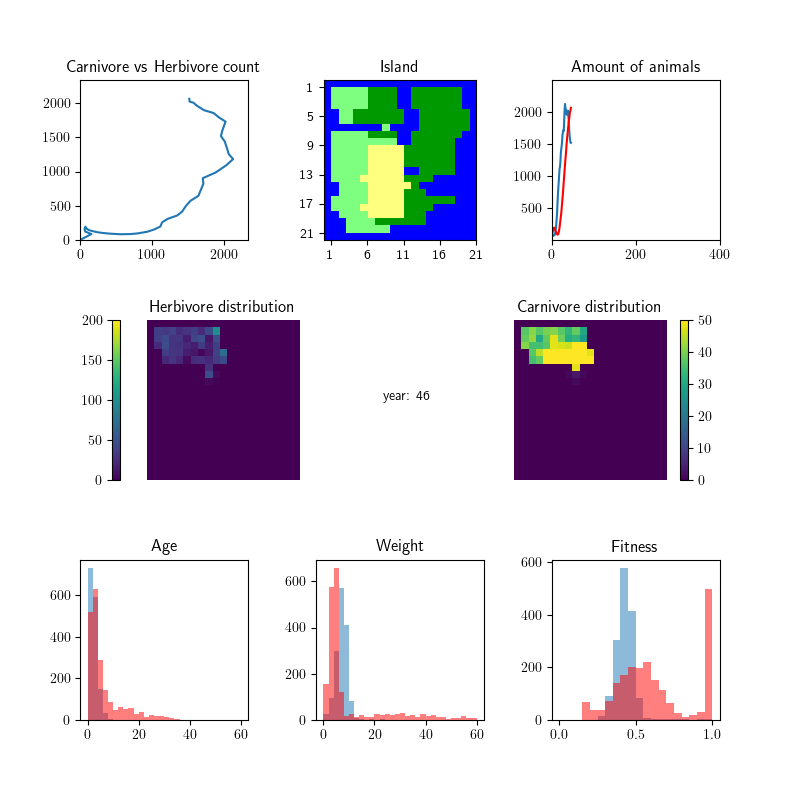 Carnivore vs Herbivore count
2000
1500
1000
500
0
0 1000 2000
Island
1
5
9
13
17
21
1 6 11 16 21
Amount of animals
2000
1500
1000
500
0 200 400
Herbivore distribution
200
150
100
50
0
year: 46
Carnivore distribution
50
40
30
20
10
0
Age
600
400
200
0
0 20 40 60
Weight
600
400
200
0
0 20 40 60
Fitness
600
400
200
0
0.0 0.5 1.0